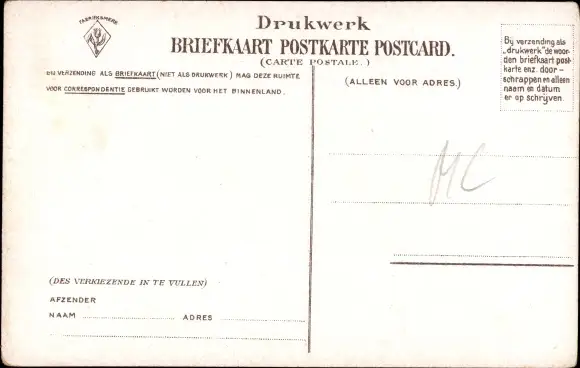 FABRIEKSMERK
Drukwerk
BRIEFKAART POSTKARTE POSTCARD.
(CARTE POSTALE.)
BIJ VERZENDING ALS BRIEFKAART (NIET ALS DRUKWERK) MAG DEZE RUIMTE
VOOR CORRESPONDENTIE GEBRUIKT WORDEN VOOR HET BINNENLAND.
(ALLEEN VOOR ADRES.)
Bij verzending als
„drukwerk" de woor-
den briefkaart post
karte enz. door-
schrappen en alleen
naam en datum
er op schrijven.
MC
(DES VERKIEZENDE IN TE VULLEN)
AFZENDER
NAAM ADRES